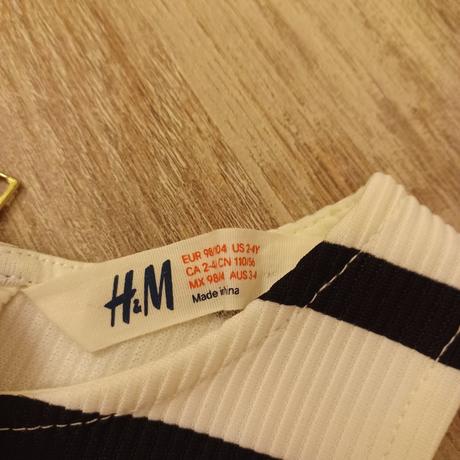 H&M
EUR 98/104 US 2-4Y
CA 2-4 CN 110/56
MX 98/4 AUS 3-4
Made in China